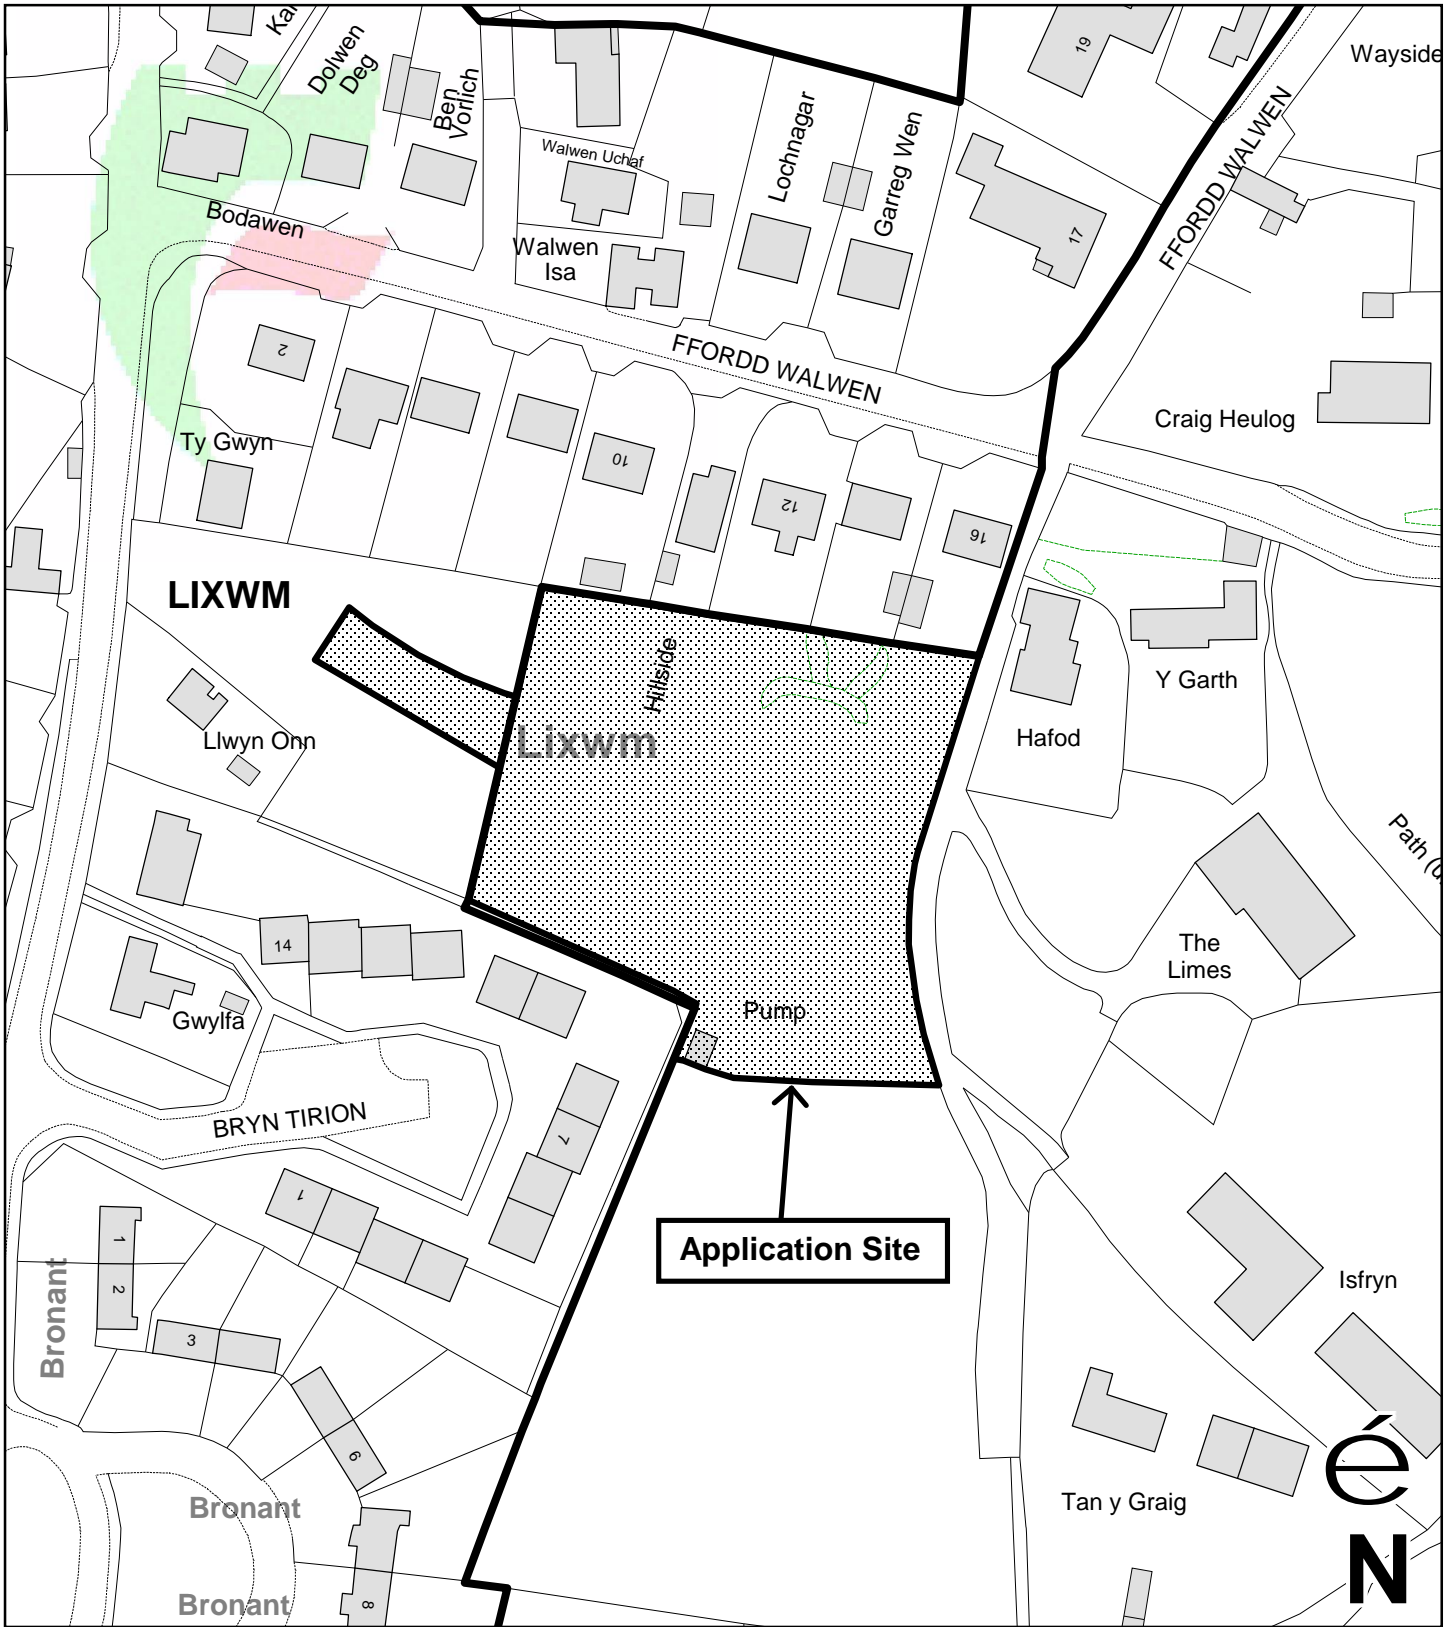 Dolwen
Deg
Ben
Vorlich
19
Wayside
Walwen Uchaf
Lochnagar
Garreg Wen
FFORDD WALWEN
Bodawen
Walwen
Isa
17
2
FFORDD WALWEN
Craig Heulog
Ty Gwyn
10
12
16
LIXWM
Hillside
Y Garth
Llwyn Onn
Lixwm
Hafod
Path
14
The
Limes
Gwylfa
Pump
BRYN TIRION
7
1
1
2
Application Site
Isfryn
Bronant
3
6
é
Bronant
Tan y Graig
N
Bronant
8